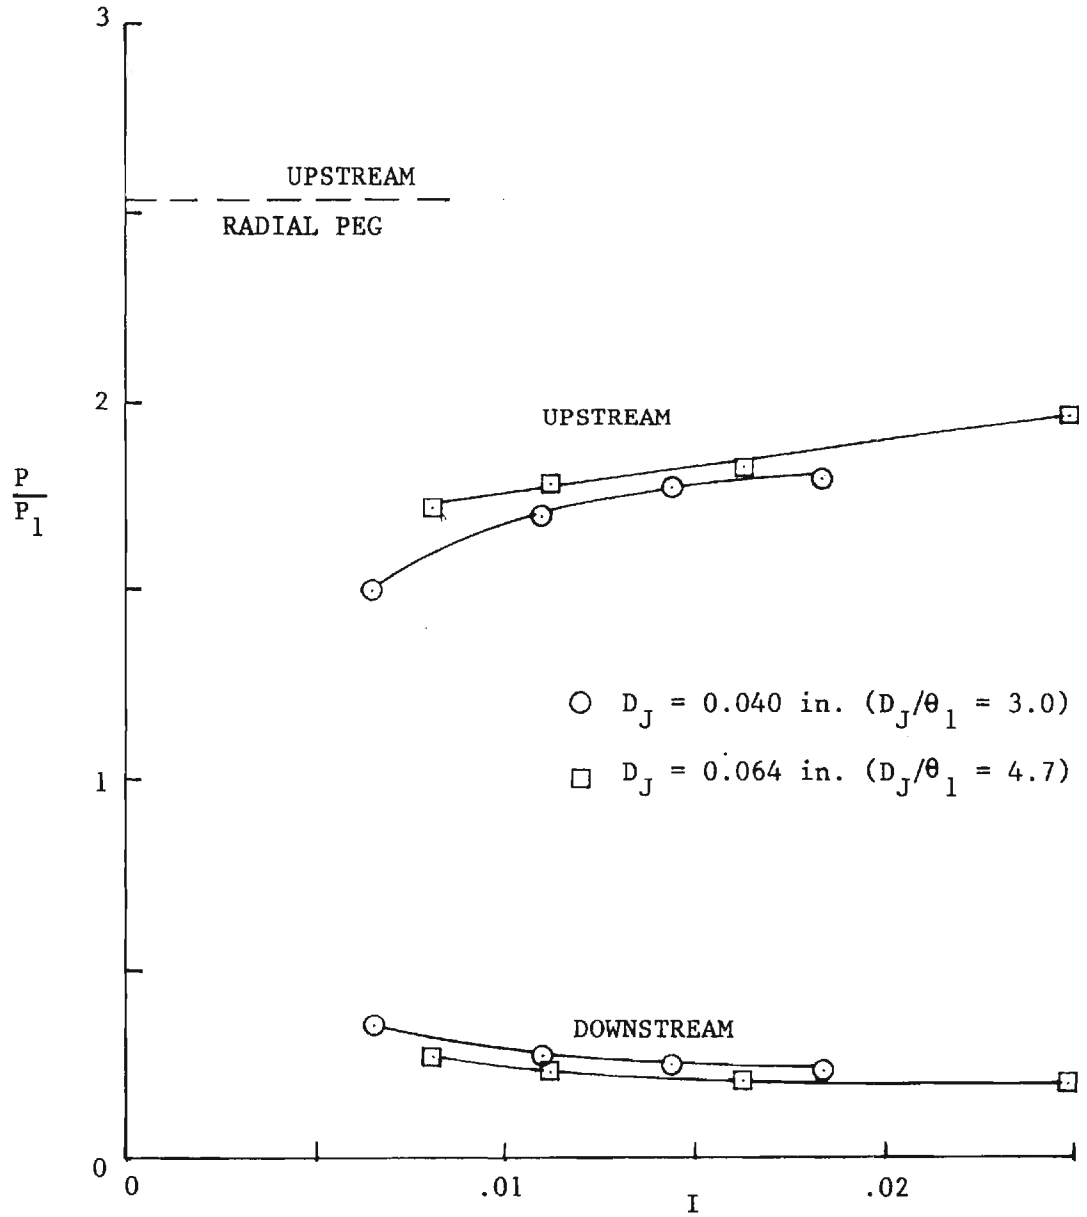 3
UPSTREAM
RADIAL PEG
2
UPSTREAM
P
P1
D_J = 0.040 in. (D_J/θ_1 = 3.0)
1
D_J = 0.064 in. (D_J/θ_1 = 4.7)
DOWNSTREAM
0
0 .01 .02
I